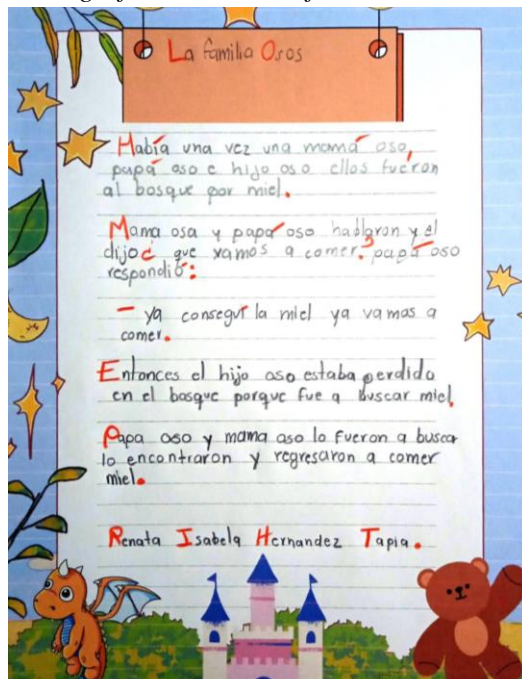 La familia Osos
Había una vez una mamá oso,
papá oso e hijo oso ellos fuerón
al bosque por miel.
Mama osa y papá oso hablaron y el
dijo¿ que vamos a comer? papá oso
respondió:
- ya conseguí la miel ya vamos a
comer.
Entonces el hijo oso estaba perdido
en el bosque porque fue a buscar miel.
Papa oso y mama oso lo fueron a buscar
lo encontraron y regresaron a comer
miel.
Renata Isabela Hernandez Tapia.